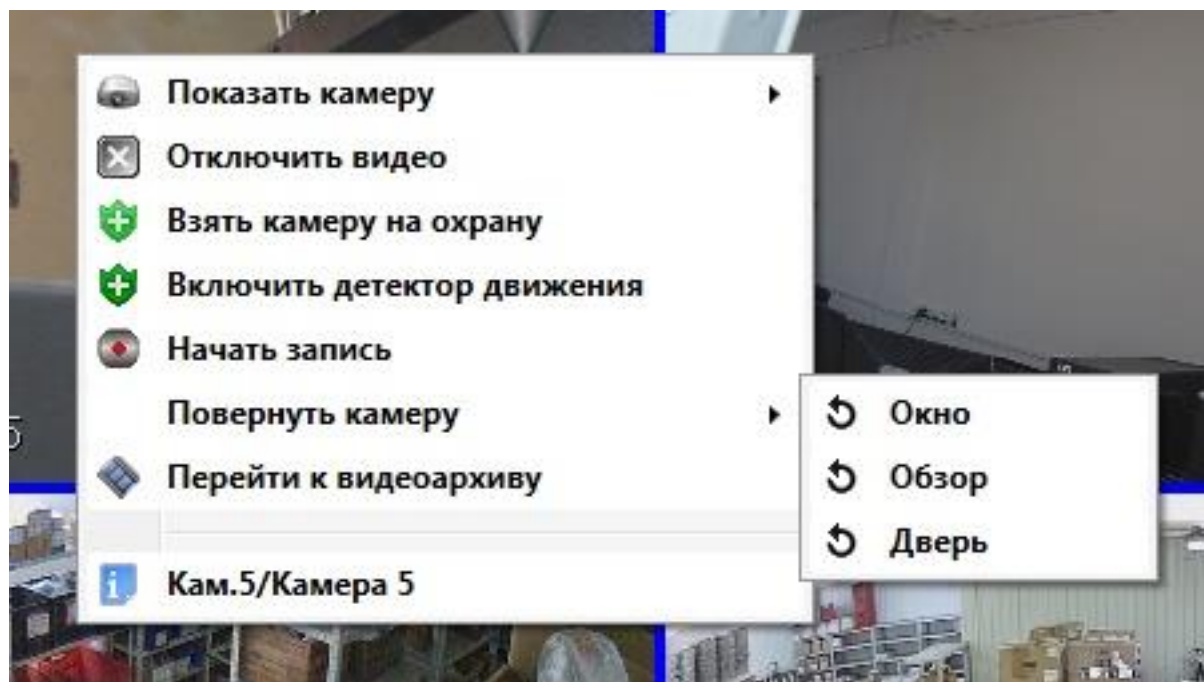 Показать камеру
Отключить видео
Взять камеру на охрану
Включить детектор движения
Начать запись
Повернуть камеру
Перейти к видеоархиву
Кам.5/Камера 5
Окно
Обзор
Дверь